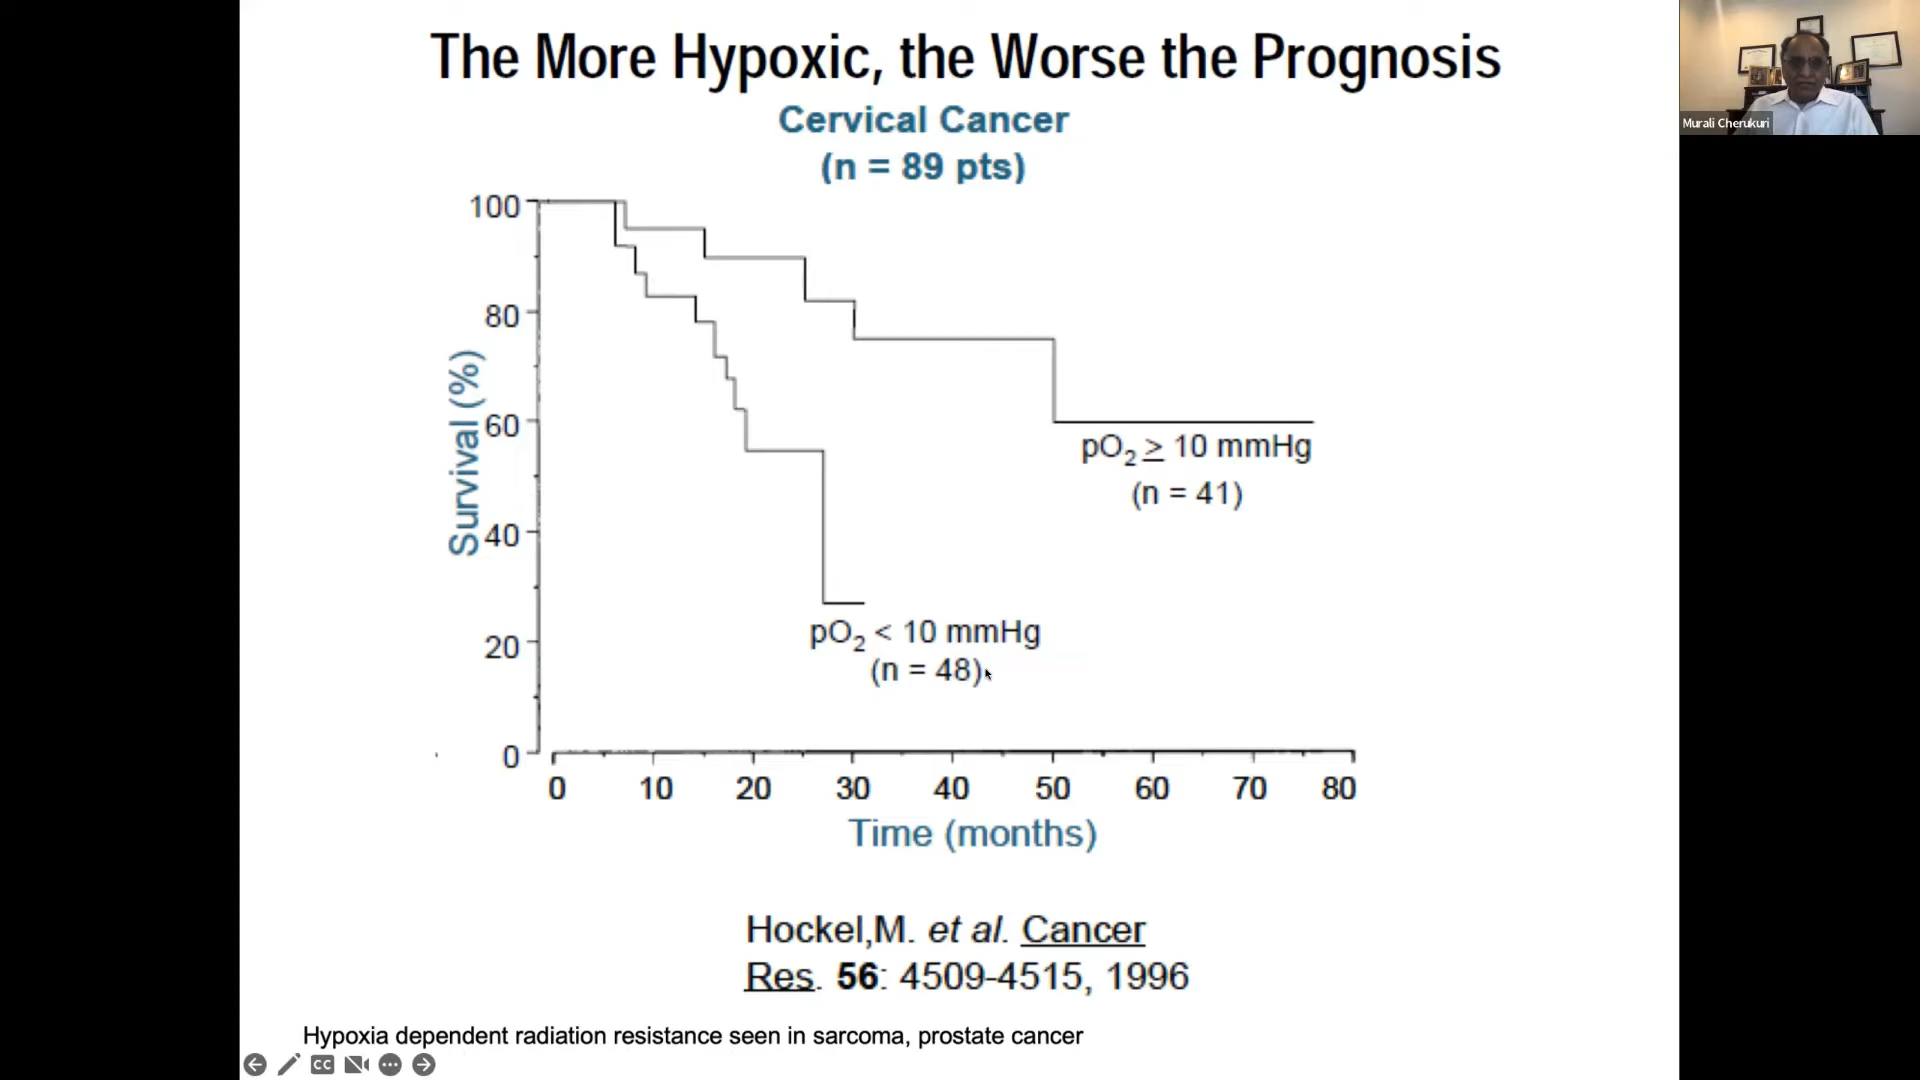 The More Hypoxic, the Worse the Prognosis
Murali Cherukuri
Cervical Cancer
(n = 89 pts)
100
80
60
40
20
0
Survival (%)
pO2 ≥ 10 mmHg
(n = 41)
pO2 < 10 mmHg
(n = 48)
0 10 20 30 40 50 60 70 80
Time (months)
Hockel,M. et al. Cancer
Res. 56: 4509-4515, 1996
Hypoxia dependent radiation resistance seen in sarcoma, prostate cancer
CC